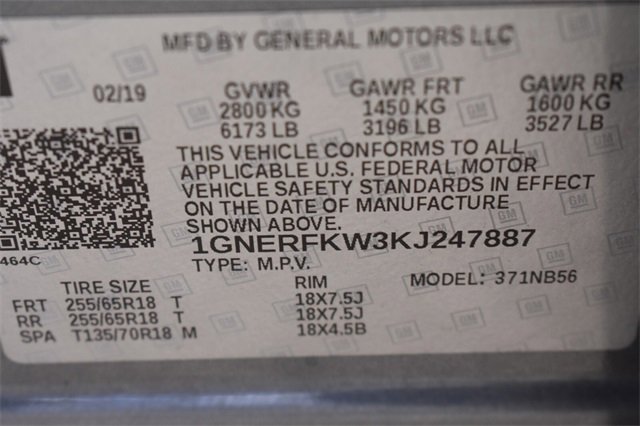 MFD BY GENERAL MOTORS LLC
02/19 GVWR GAWR FRT GAWR RR
2800 KG 1450 KG 1600 KG
6173 LB 3196 LB 3527 LB
THIS VEHICLE CONFORMS TO ALL
APPLICABLE U.S. FEDERAL MOTOR
VEHICLE SAFETY STANDARDS IN EFFECT
ON THE DATE OF MANUFACTURE
SHOWN ABOVE.
1GNERFKW3KJ247887
464C
TYPE: M.P.V.
MODEL: 371NB56
TIRE SIZE RIM
FRT 255/65R18 T 18X7.5J
RR 255/65R18 T 18X7.5J
SPA T135/70R18 M 18X4.5B